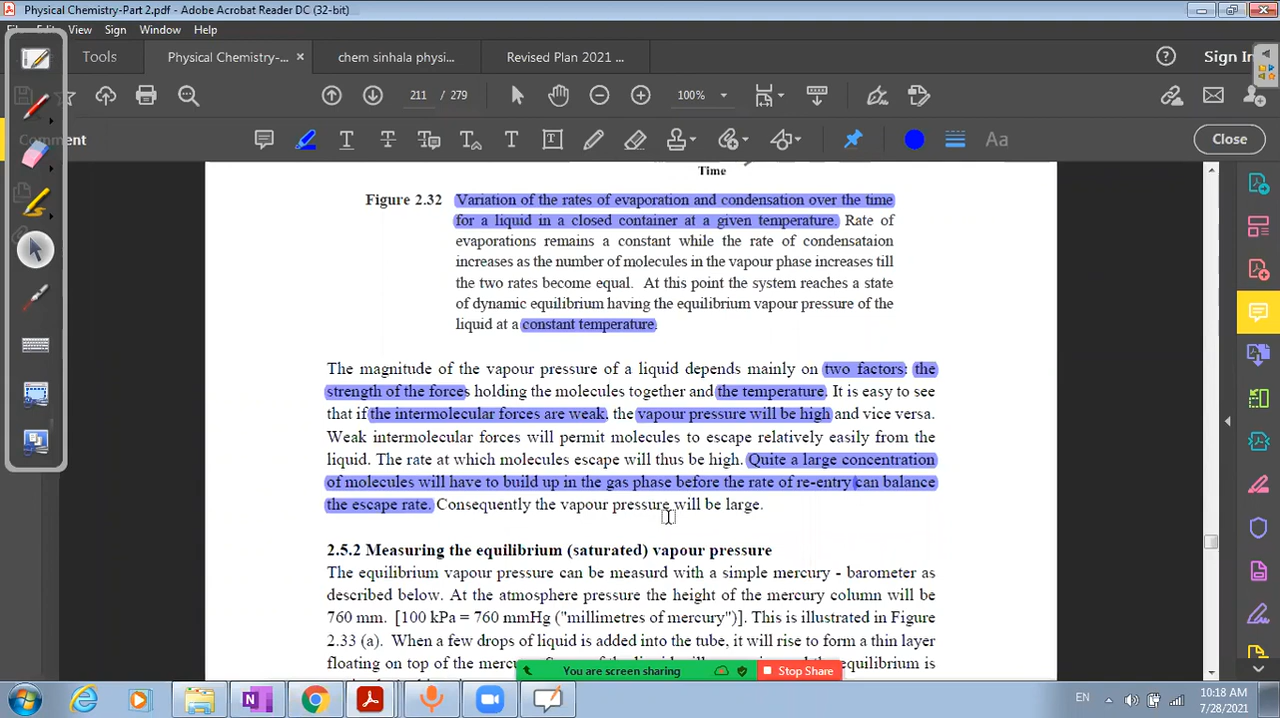 Physical Chemistry-Part 2.pdf - Adobe Acrobat Reader DC (32-bit)
View Sign Window Help
Tools Physical Chemistry-... × chem sinhala physi... Revised Plan 2021 ... Sign In
211 / 279 100%
Comment T T T Aa Close
Time
Figure 2.32 Variation of the rates of evaporation and condensation over the time
for a liquid in a closed container at a given temperature. Rate of
evaporations remains a constant while the rate of condensataion
increases as the number of molecules in the vapour phase increases till
the two rates become equal. At this point the system reaches a state
of dynamic equilibrium having the equilibrium vapour pressure of the
liquid at a constant temperature.
The magnitude of the vapour pressure of a liquid depends mainly on two factors: the
strength of the forces holding the molecules together and the temperature. It is easy to see
that if the intermolecular forces are weak, the vapour pressure will be high and vice versa.
Weak intermolecular forces will permit molecules to escape relatively easily from the
liquid. The rate at which molecules escape will thus be high. Quite a large concentration
of molecules will have to build up in the gas phase before the rate of re-entry can balance
the escape rate. Consequently the vapour pressure will be large.
2.5.2 Measuring the equilibrium (saturated) vapour pressure
The equilibrium vapour pressure can be measurd with a simple mercury - barometer as
described below. At the atmosphere pressure the height of the mercury column will be
760 mm. [100 kPa = 760 mmHg ("millimetres of mercury")]. This is illustrated in Figure
2.33 (a). When a few drops of liquid is added into the tube, it will rise to form a thin layer
floating on top of the mercu
equilibrium is
You are screen sharing Stop Share
EN 10:18 AM
7/28/2021